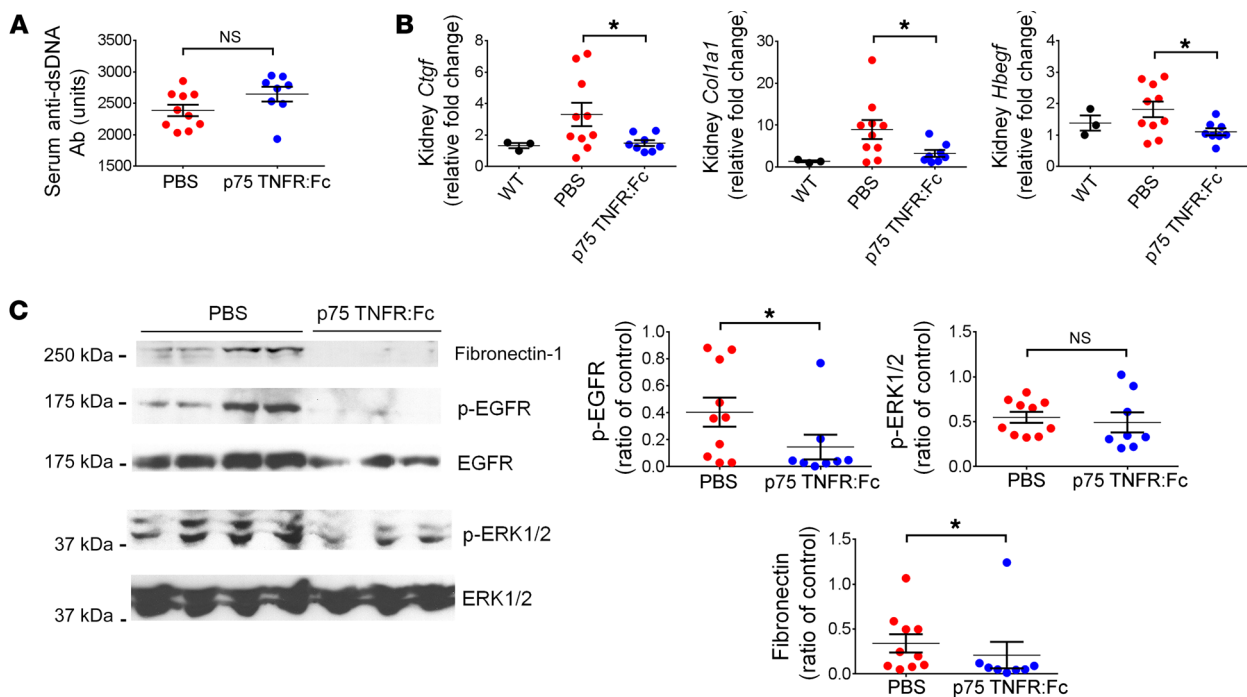 A
Serum anti-dsDNA
Ab (units)
3500
3000
2500
2000
1500
NS
PBS
p75 TNFR:Fc
B
Kidney Ctgf
(relative fold change)
8
6
4
2
0
*
WT
PBS
p75 TNFR:Fc
Kidney Col1a1
(relative fold change)
30
20
10
0
*
WT
PBS
p75 TNFR:Fc
Kidney Hbegf
(relative fold change)
4
3
2
1
0
*
WT
PBS
p75 TNFR:Fc
C
PBS
p75 TNFR:Fc
250 kDa -
Fibronectin-1
175 kDa -
p-EGFR
175 kDa -
EGFR
p-ERK1/2
37 kDa -
ERK1/2
37 kDa -
p-EGFR
(ratio of control)
1.0
0.8
0.6
0.4
0.2
0.0
*
PBS
p75 TNFR:Fc
p-ERK1/2
(ratio of control)
1.5
1.0
0.5
0.0
NS
PBS
p75 TNFR:Fc
Fibronectin
(ratio of control)
1.5
1.0
0.5
0.0
*
PBS
p75 TNFR:Fc